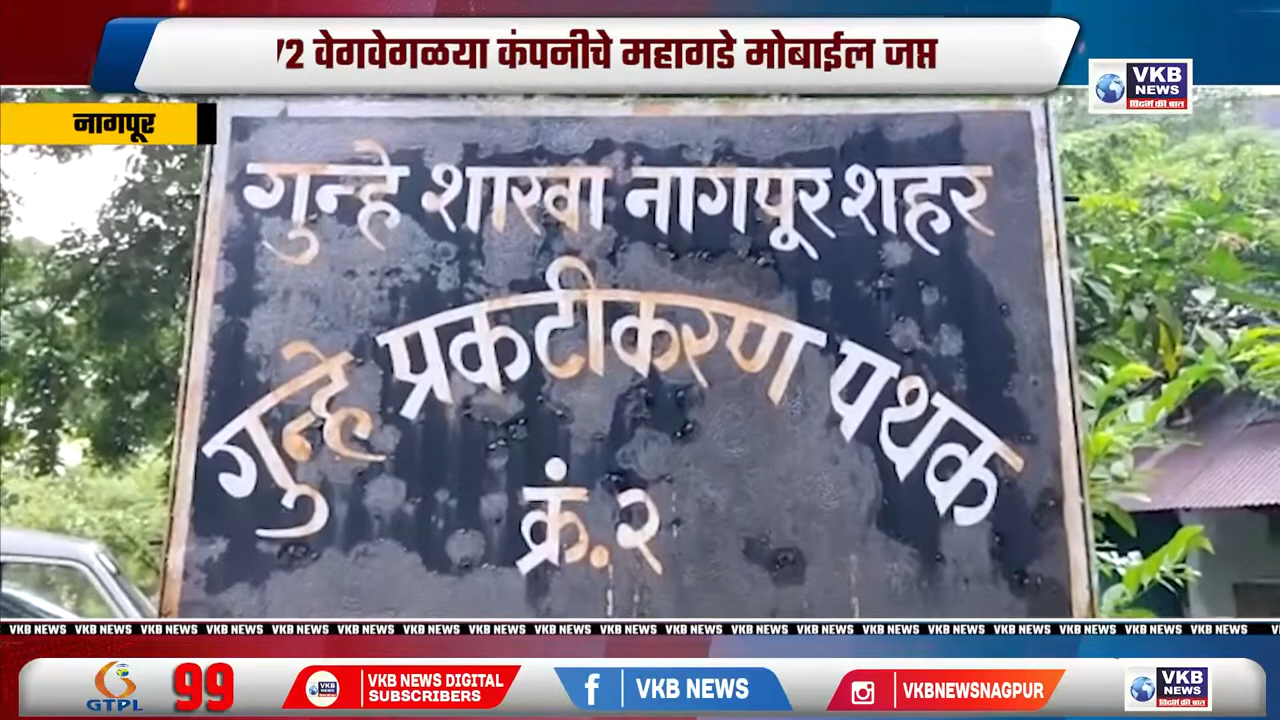 72 वेगवेगळया कंपनीचे महागडे मोबाईल जप्त
VKB
NEWS
विदर्भ की बात
नागपूर
गुन्हे शाखा नागपूर शहर
गुन्हे प्रकटीकरण पथक
क्रं.२
VKB NEWS VKB NEWS VKB NEWS VKB NEWS VKB NEWS VKB NEWS VKB NEWS VKB NEWS VKB NEWS VKB NEWS VKB NEWS VKB NEWS VKB NEWS VKB NEWS VKB NEWS VKB NEWS VKB NEWS VKB NEWS VKB NEWS
GTPL
99
VKB NEWS
VKB NEWS DIGITAL
SUBSCRIBERS
VKB NEWS
VKBNEWSNAGPUR
VKB
NEWS
विदर्भ की बात